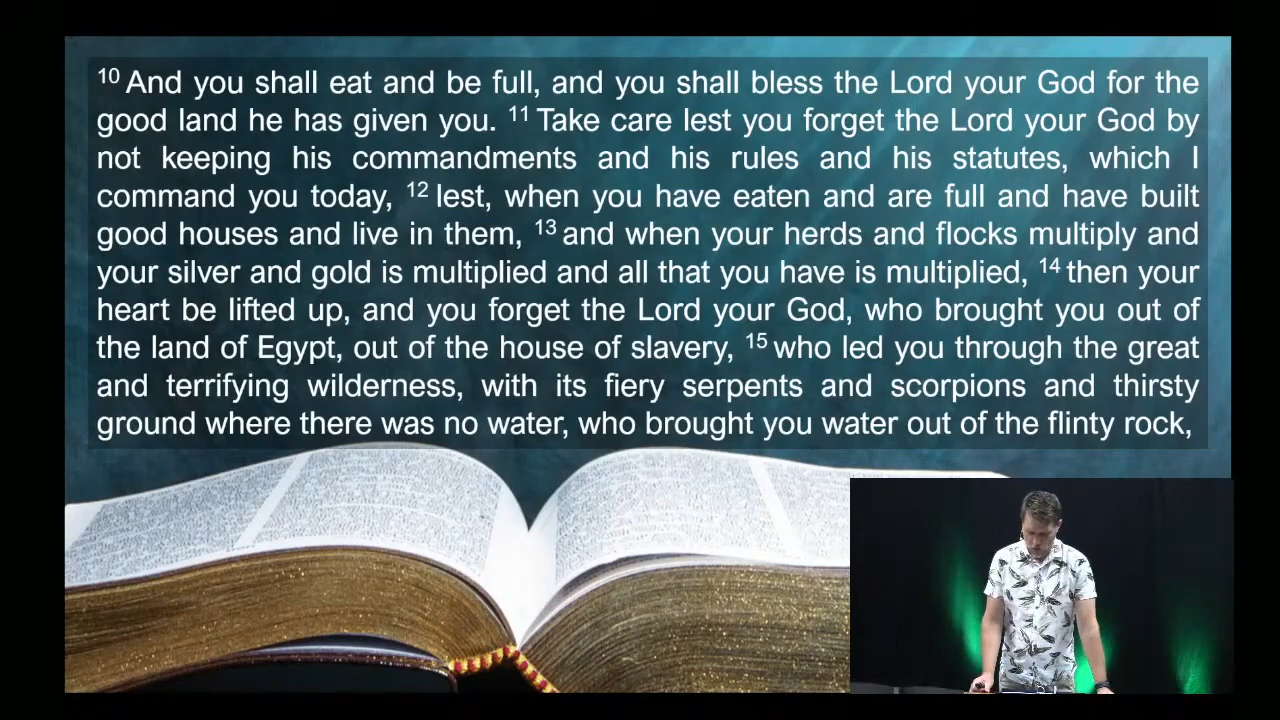 10 And you shall eat and be full, and you shall bless the Lord your God for the
good land he has given you. 11 Take care lest you forget the Lord your God by
not keeping his commandments and his rules and his statutes, which I
command you today, 12 lest, when you have eaten and are full and have built
good houses and live in them, 13 and when your herds and flocks multiply and
your silver and gold is multiplied and all that you have is multiplied, 14 then your
heart be lifted up, and you forget the Lord your God, who brought you out of
the land of Egypt, out of the house of slavery, 15 who led you through the great
and terrifying wilderness, with its fiery serpents and scorpions and thirsty
ground where there was no water, who brought you water out of the flinty rock,